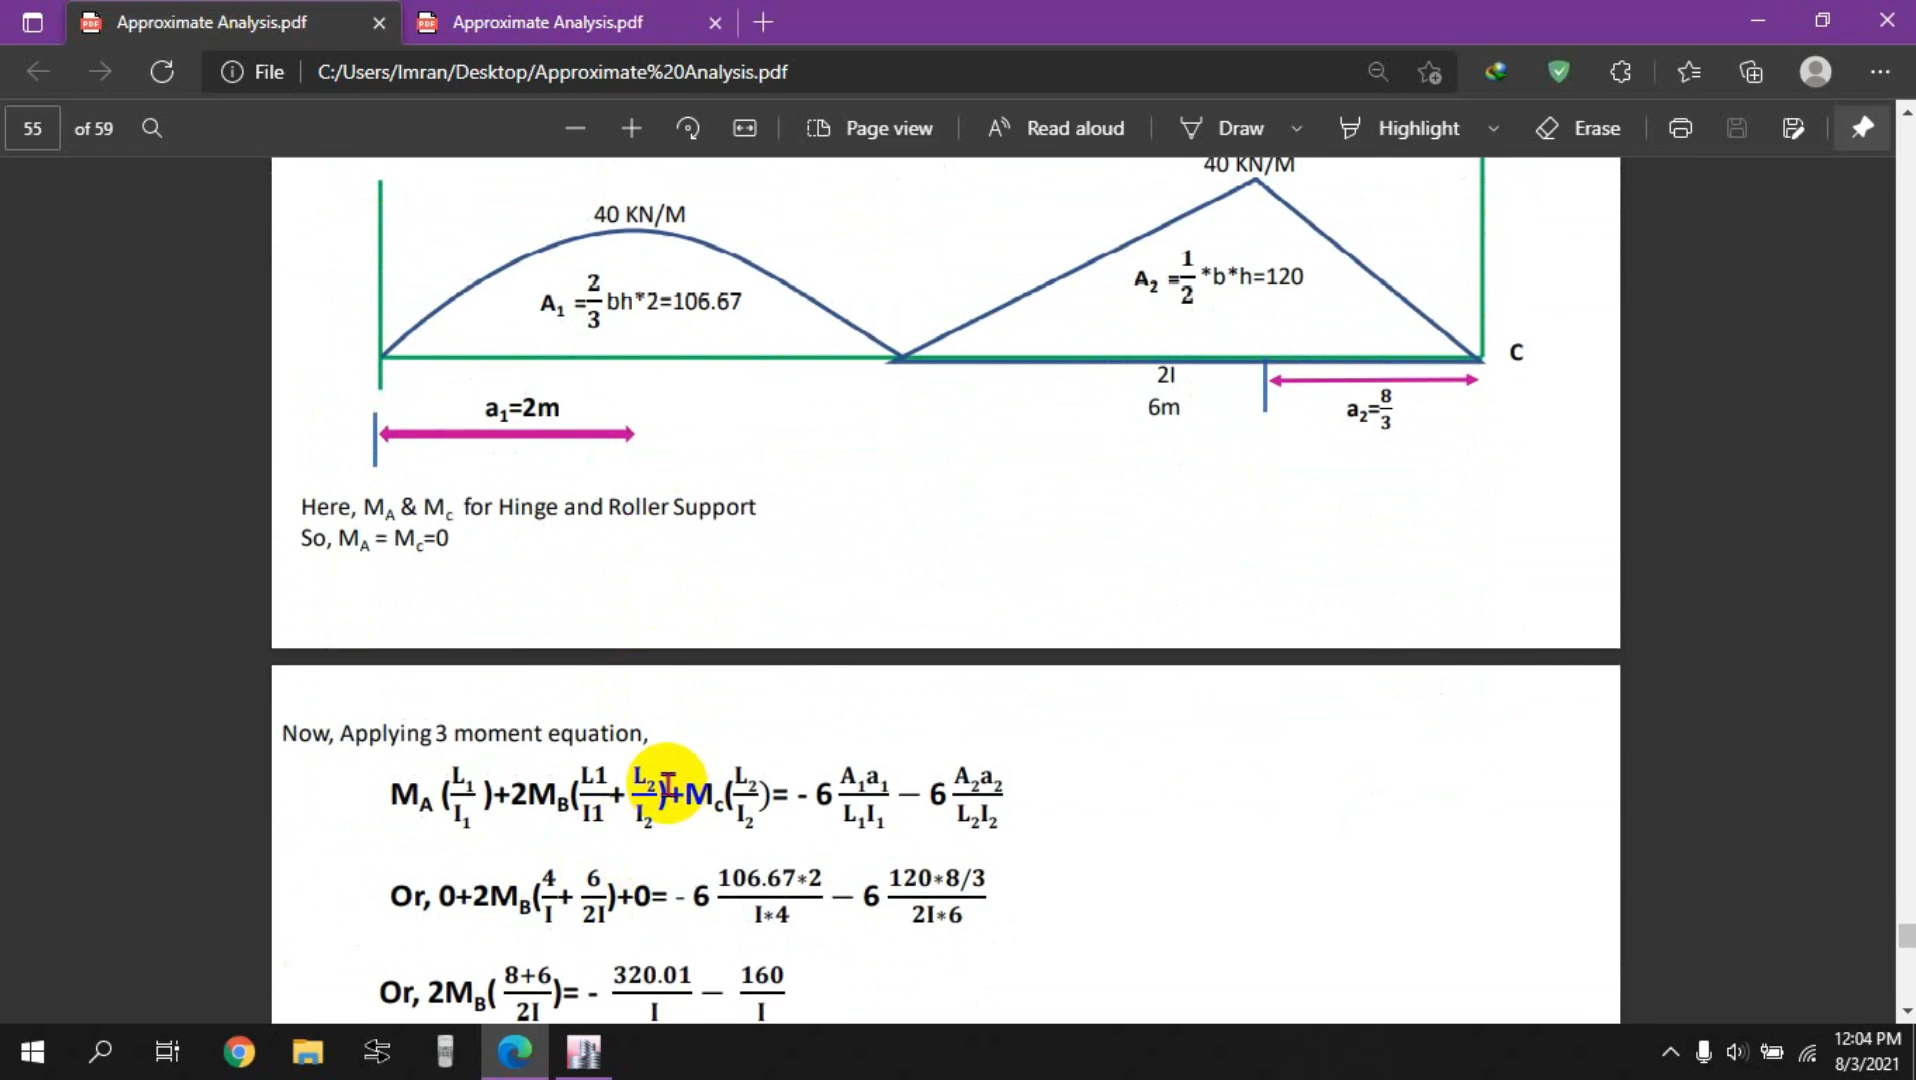 Approximate Analysis.pdf
Approximate Analysis.pdf
File
C:/Users/Imran/Desktop/Approximate%20Analysis.pdf
55 of 59
Page view
Read aloud
Draw
Highlight
Erase
40 KN/M
40 KN/M
A₁ = 2/3 bh*2=106.67
A₂ = 1/2 *b*h=120
C
2I
6m
a₁=2m
a₂=8/3
Here, M_A & M_c for Hinge and Roller Support
So, M_A = M_c=0
Now, Applying 3 moment equation,
M_A (L₁/I₁)+2M_B(L1/I1+ L₂/I₂)+M_c(L₂/I₂)= - 6 A₁a₁/L₁I₁ − 6 A₂a₂/L₂I₂
Or, 0+2M_B(4/I+ 6/2I)+0= - 6 106.67*2/I*4 − 6 120*8/3/2I*6
Or, 2M_B( 8+6/2I)= - 320.01/I − 160/I
12:04 PM
8/3/2021